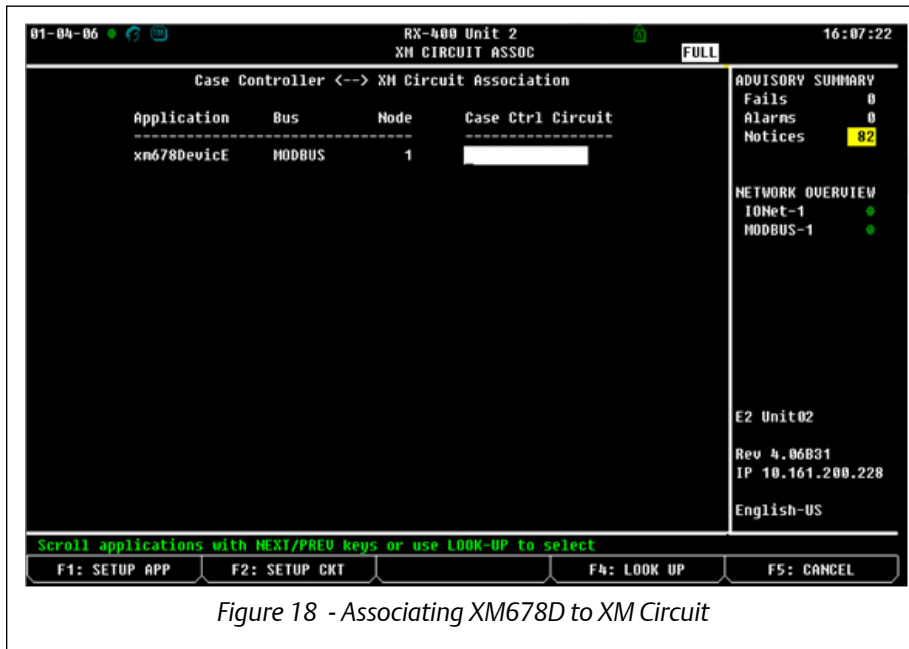 01-04-06 RX-400 Unit 2 16:07:22
XM CIRCUIT ASSOC FULL
Case Controller <--> XM Circuit Association
Application Bus Node Case Ctrl Circuit
-------------------------------- -----------------
xm678DevicE MODBUS 1 _
ADVISORY SUMMARY
Fails 0
Alarms 0
Notices 82
NETWORK OVERVIEW
IONet-1
MODBUS-1
E2 Unit02
Rev 4.06B31
IP 10.161.200.228
English-US
Scroll applications with NEXT/PREV keys or use LOOK-UP to select
F1: SETUP APP F2: SETUP CKT F4: LOOK UP F5: CANCEL
Figure 18 - Associating XM678D to XM Circuit